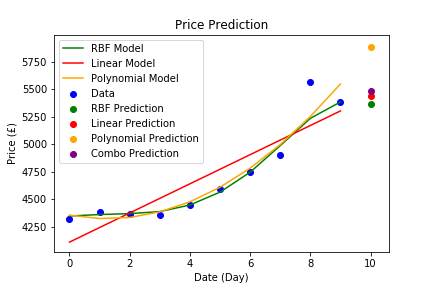 Price Prediction
RBF Model
Linear Model
Polynomial Model
Data
RBF Prediction
Linear Prediction
Polynomial Prediction
Combo Prediction
5750
5500
5250
5000
4750
4500
4250
Price (£)
0 2 4 6 8 10
Date (Day)